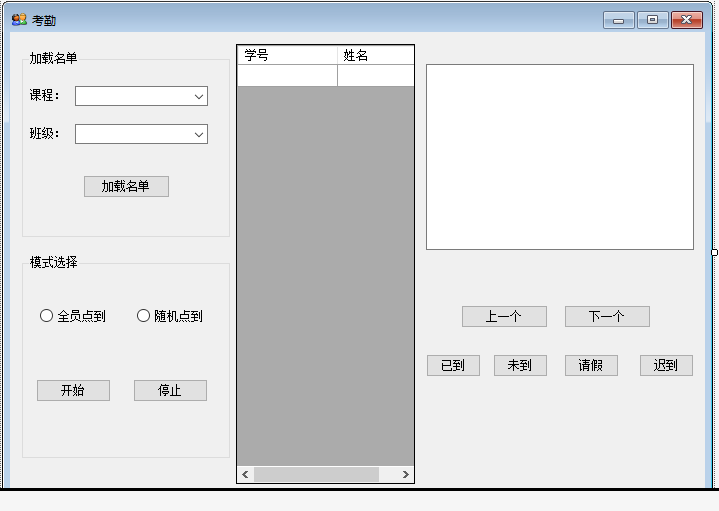 考勤
加载名单
课程：
班级：
加载名单
模式选择
全员点到 随机点到
开始 停止
学号 姓名
上一个 下一个
已到 未到 请假 迟到